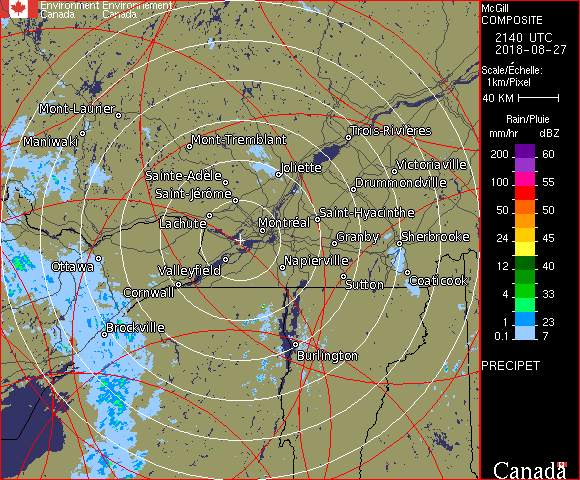 Environment Environnement
Canada Canada
McGill
COMPOSITE
2140 UTC
2018-08-27
Scale/Échelle:
1km/Pixel
40 KM
Rain/Pluie
mm/hr dBZ
200 60
100 55
50 50
24 45
12 40
4 33
1 23
0.1 7
PRECIPET
Canada
Mont-Laurier
Maniwaki
Mont-Tremblant
Trois-Rivières
Joliette
Victoriaville
Sainte-Adèle
Drummondville
Saint-Jérôme
Saint-Hyacinthe
Lachute
Montréal
Granby
Sherbrooke
Ottawa
Valleyfield
Napierville
Cornwall
Sutton
Coaticook
Brockville
Burlington